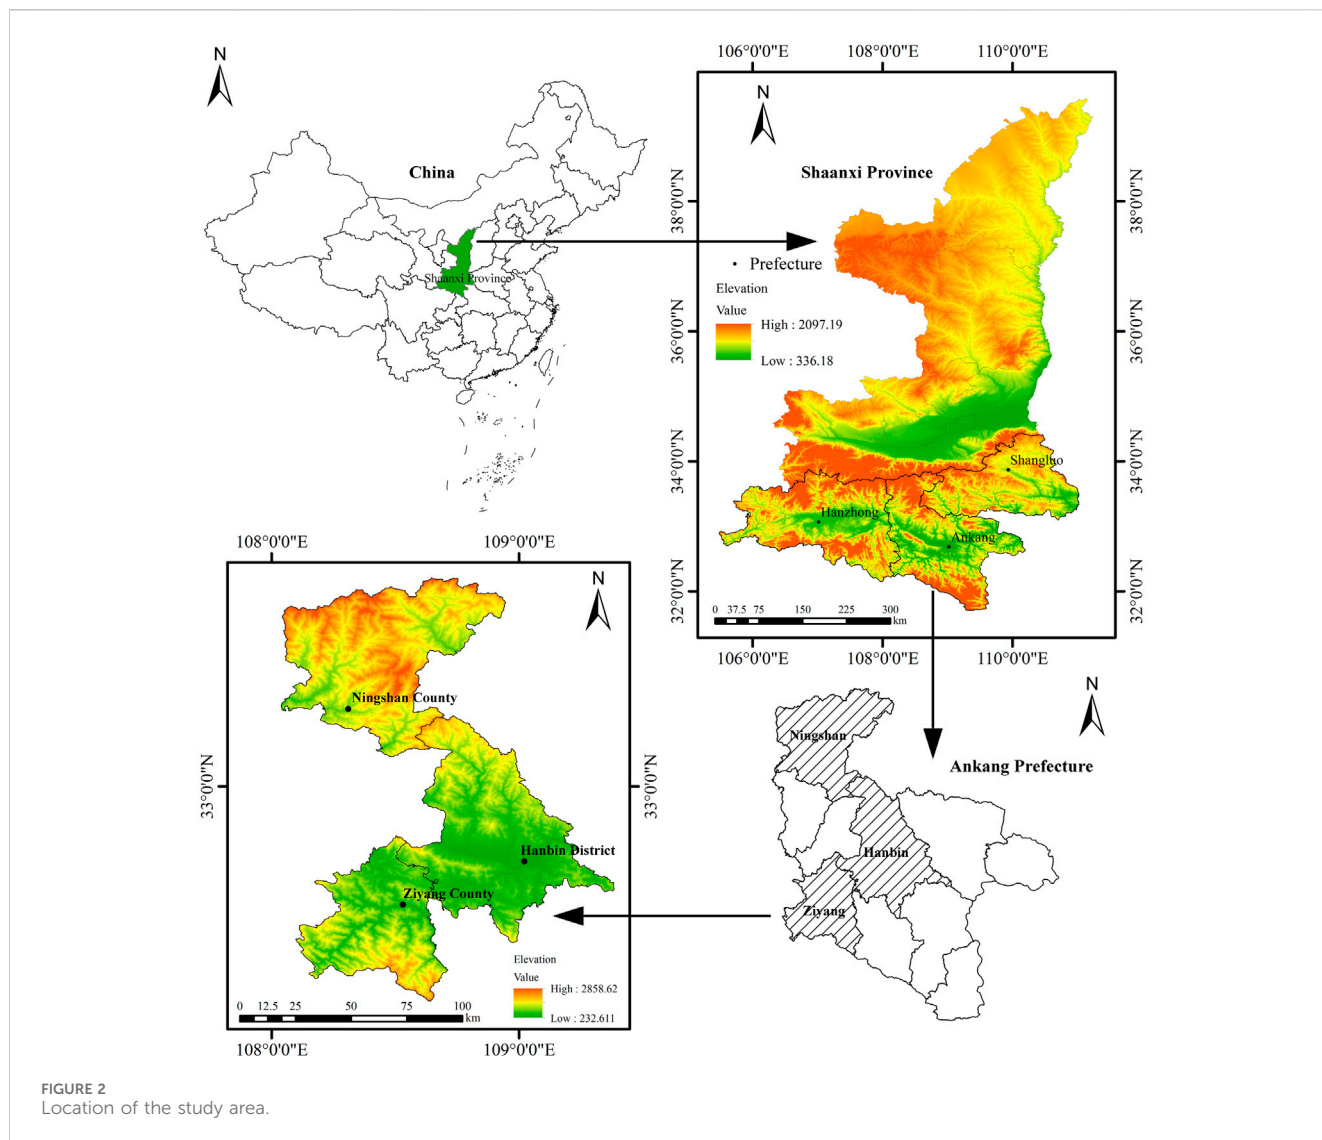 N
China
Shaanxi Province
106°0'0"E
108°0'0"E
110°0'0"E
N
Shaanxi Province
38°0'0"N
38°0'0"N
Prefecture
Elevation
Value
High : 2097.19
Low : 336.18
36°0'0"N
36°0'0"N
34°0'0"N
34°0'0"N
Shangluo
Hanzhong
Ankang
32°0'0"N
32°0'0"N
0 37.5 75 150 225 300
km
106°0'0"E
108°0'0"E
110°0'0"E
108°0'0"E
109°0'0"E
N
Ningshan County
33°0'0"N
33°0'0"N
Hanbin District
Ziyang County
Elevation
Value
High : 2858.62
Low : 232.611
0 12.5 25 50 75 100
km
108°0'0"E
109°0'0"E
N
Ankang Prefecture
Ningshan
Hanbin
Ziyang
FIGURE 2
Location of the study area.